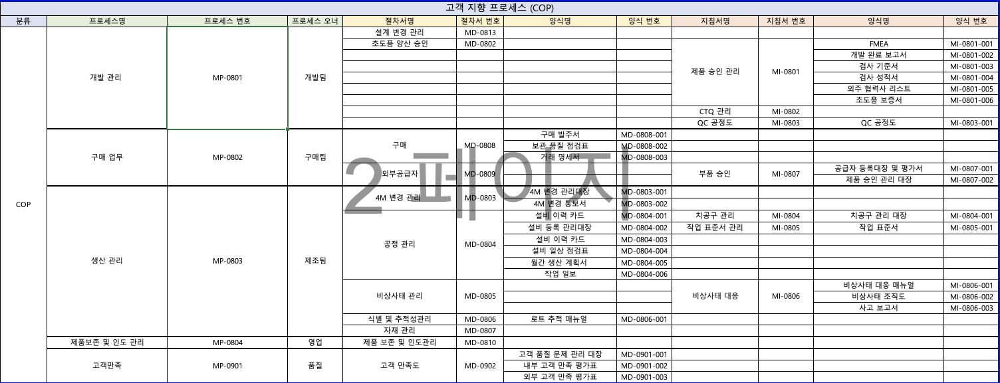 고객 지향 프로세스 (COP)
분류 프로세스명 프로세스 번호 프로세스 오너 절차서명 절차서 번호 양식명 양식 번호 지침서명 지침서 번호 양식명 양식 번호
설계 변경 관리 MD-0813
초도품 양산 승인 MD-0802 FMEA MI-0801-001
개발 완료 보고서 MI-0801-002
검사 기준서 MI-0801-003
개발 관리 MP-0801 개발팀 제품 승인 관리 MI-0801 검사 성적서 MI-0801-004
외주 협력사 리스트 MI-0801-005
초도품 보증서 MI-0801-006
CTQ 관리 MI-0802
QC 공정도 MI-0803 QC 공정도 MI-0803-001
구매 발주서 MD-0808-001
구매 MD-0808 보관 품질 점검표 MD-0808-002
구매 업무 MP-0802 구매팀 거래 명세서 MD-0808-003
외부공급자 MD-0809 부품 승인 MI-0807 공급자 등록대장 및 평가서 MI-0807-001
제품 승인 관리 대장 MI-0807-002
2 페이지
4M 변경 관리 MD-0803 4M 변경 관리대장 MD-0803-001
4M 변경 통보서 MD-0803-002
COP
설비 이력 카드 MD-0804-001 치공구 관리 MI-0804 치공구 관리 대장 MI-0804-001
설비 등록 관리대장 MD-0804-002 작업 표준서 관리 MI-0805 작업 표준서 MI-0805-001
공정 관리 MD-0804 설비 이력 카드 MD-0804-003
설비 일상 점검표 MD-0804-004
생산 관리 MP-0803 제조팀 월간 생산 계획서 MD-0804-005
작업 일보 MD-0804-006
비상사태 대응 매뉴얼 MI-0806-001
비상사태 관리 MD-0805 비상사태 대응 MI-0806 비상사태 조직도 MI-0806-002
사고 보고서 MI-0806-003
식별 및 추적성관리 MD-0806 로트 추적 매뉴얼 MD-0806-001
자재 관리 MD-0807
제품보존 및 인도 관리 MP-0804 영업 제품 보존 및 인도관리 MD-0810
고객 품질 문제 관리 대장 MD-0901-001
고객만족 MP-0901 품질 고객 만족도 MD-0902 내부 고객 만족 평가표 MD-0901-002
외부 고객 만족 평가표 MD-0901-003